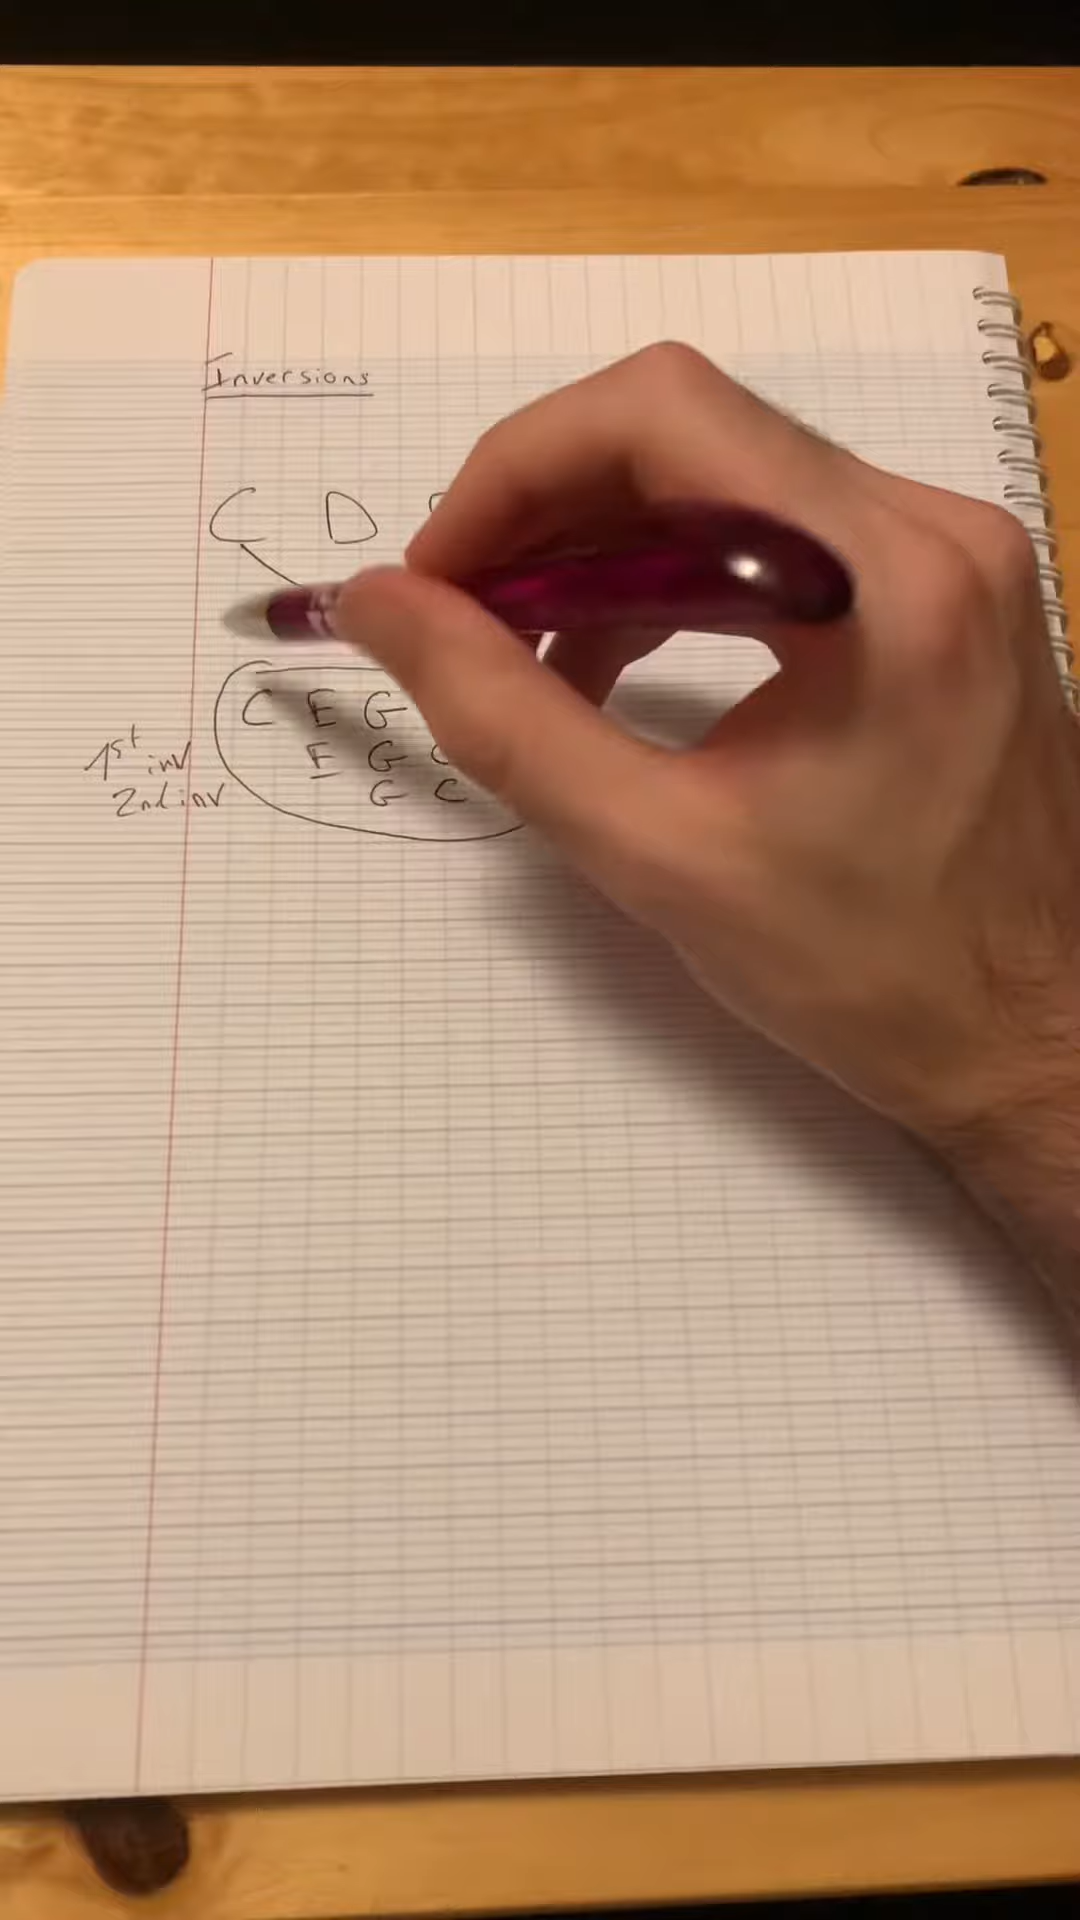 Inversions
C D
C E G
1st inv E G C
2nd inv G C